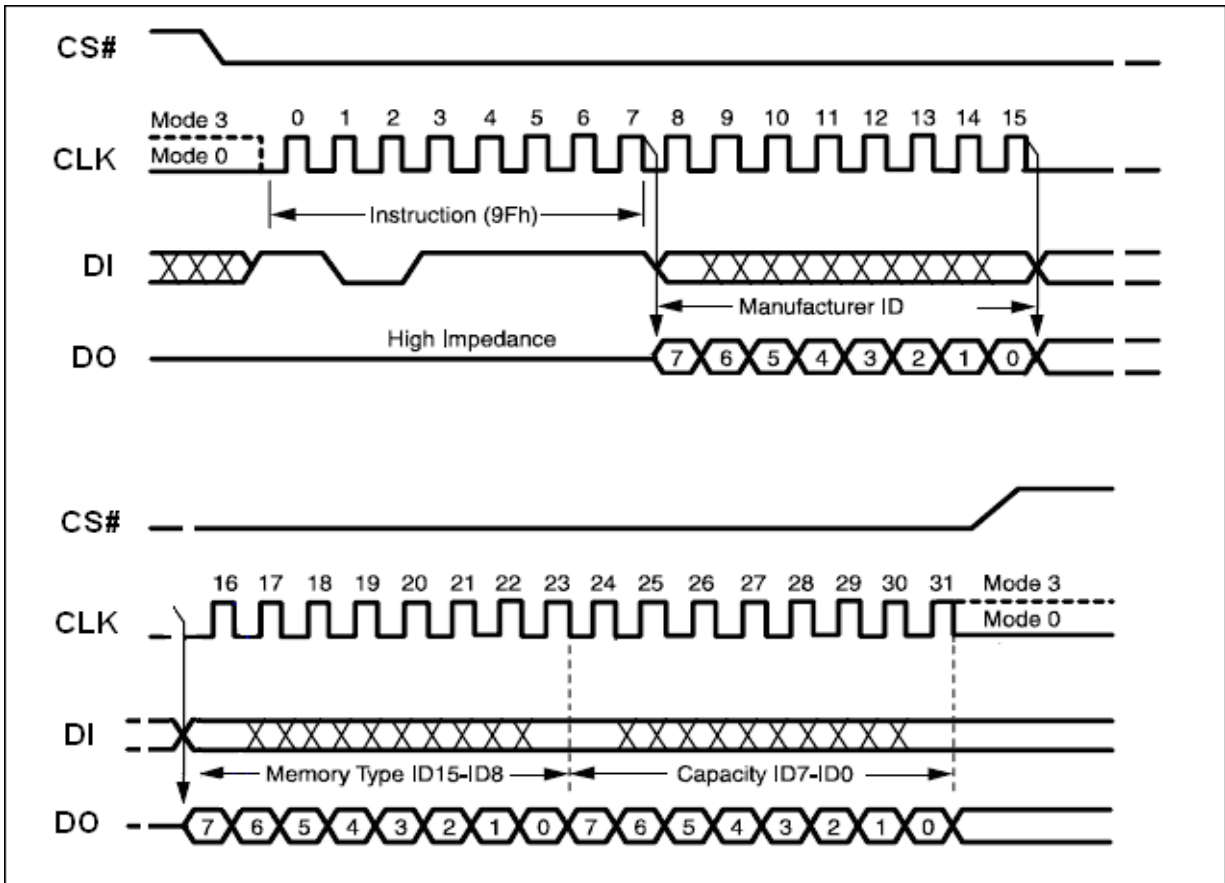 CS#
0 1 2 3 4 5 6 7 8 9 10 11 12 13 14 15
Mode 3
CLK
Mode 0
Instruction (9Fh)
DI
Manufacturer ID
High Impedance
DO
7 6 5 4 3 2 1 0
CS#
16 17 18 19 20 21 22 23 24 25 26 27 28 29 30 31
Mode 3
CLK
Mode 0
DI
Memory Type ID15-ID8
Capacity ID7-ID0
DO
7 6 5 4 3 2 1 0 7 6 5 4 3 2 1 0